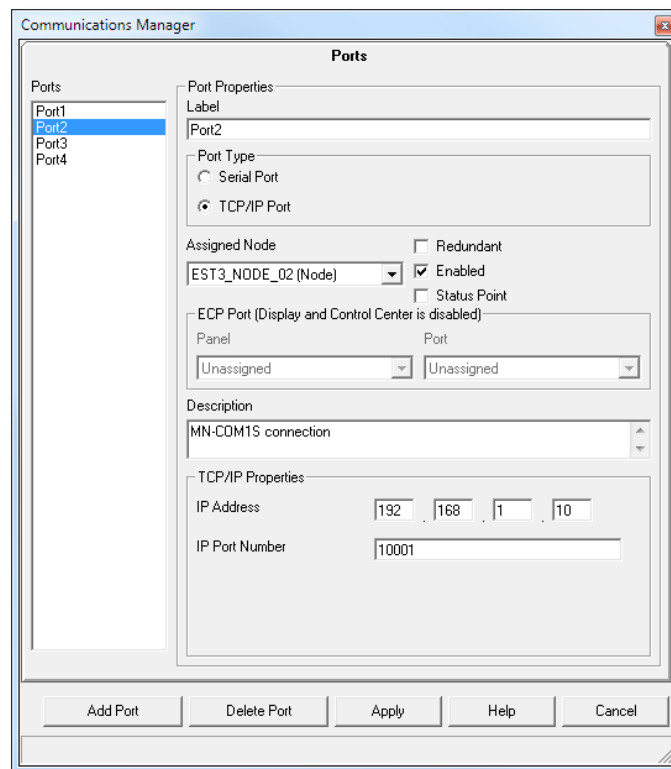 Communications Manager
Ports
Ports
Port1
Port2
Port3
Port4
Port Properties
Label
Port2
Port Type
Serial Port
TCP/IP Port
Assigned Node
EST3_NODE_02 (Node)
Redundant
Enabled
Status Point
ECP Port (Display and Control Center is disabled)
Panel
Port
Unassigned
Unassigned
Description
MN-COM1S connection
TCP/IP Properties
IP Address
192 . 168 . 1 . 10
IP Port Number
10001
Add Port
Delete Port
Apply
Help
Cancel